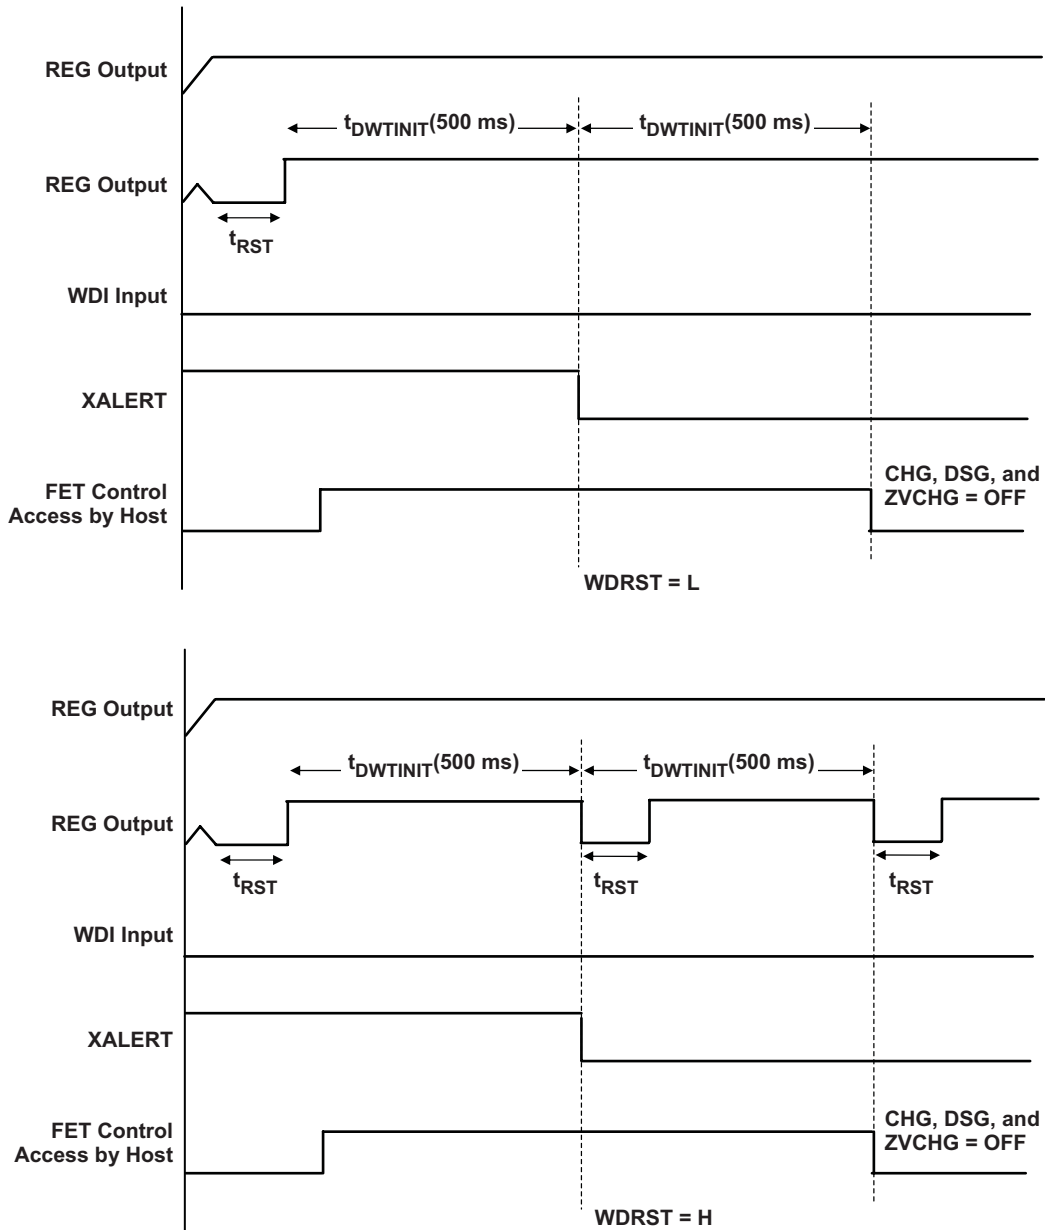 REG Output
tDWTINIT(500 ms)
tDWTINIT(500 ms)
REG Output
tRST
WDI Input
XALERT
FET Control
Access by Host
CHG, DSG, and
ZVCHG = OFF
WDRST = L
REG Output
tDWTINIT(500 ms)
tDWTINIT(500 ms)
REG Output
tRST
tRST
tRST
WDI Input
XALERT
FET Control
Access by Host
CHG, DSG, and
ZVCHG = OFF
WDRST = H